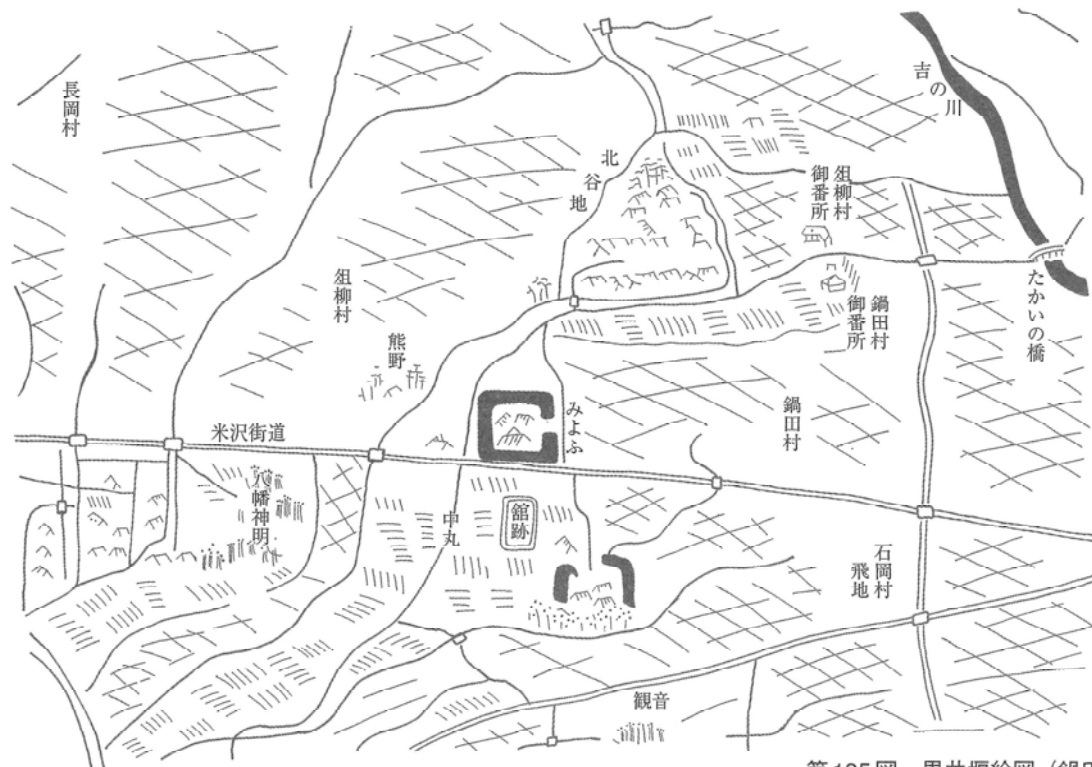 吉の川
長岡村
北谷地
俎柳村
御番所
たかいの橋
鍋田村
御番所
俎柳村
熊野
みよふ
鍋田村
米沢街道
八幡神明
中丸
舘跡
石岡村
飛地
観音